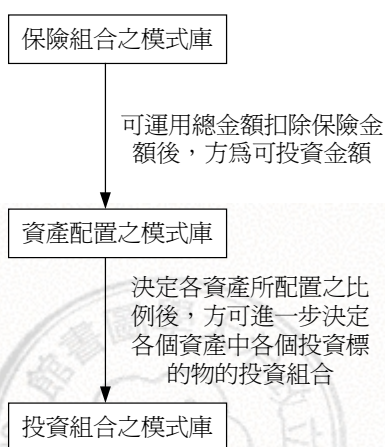 保險組合之模式庫
可運用總金額扣除保險金
額後，方爲可投資金額
資產配置之模式庫
決定各資產所配置之比
例後，方可進一步決定
各個資產中各個投資標
的物的投資組合
投資組合之模式庫